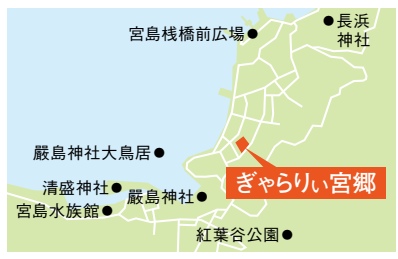 宮島桟橋前広場
長浜
神社
嚴島神社大鳥居
ぎゃらりぃ宮郷
清盛神社
嚴島神社
宮島水族館
紅葉谷公園